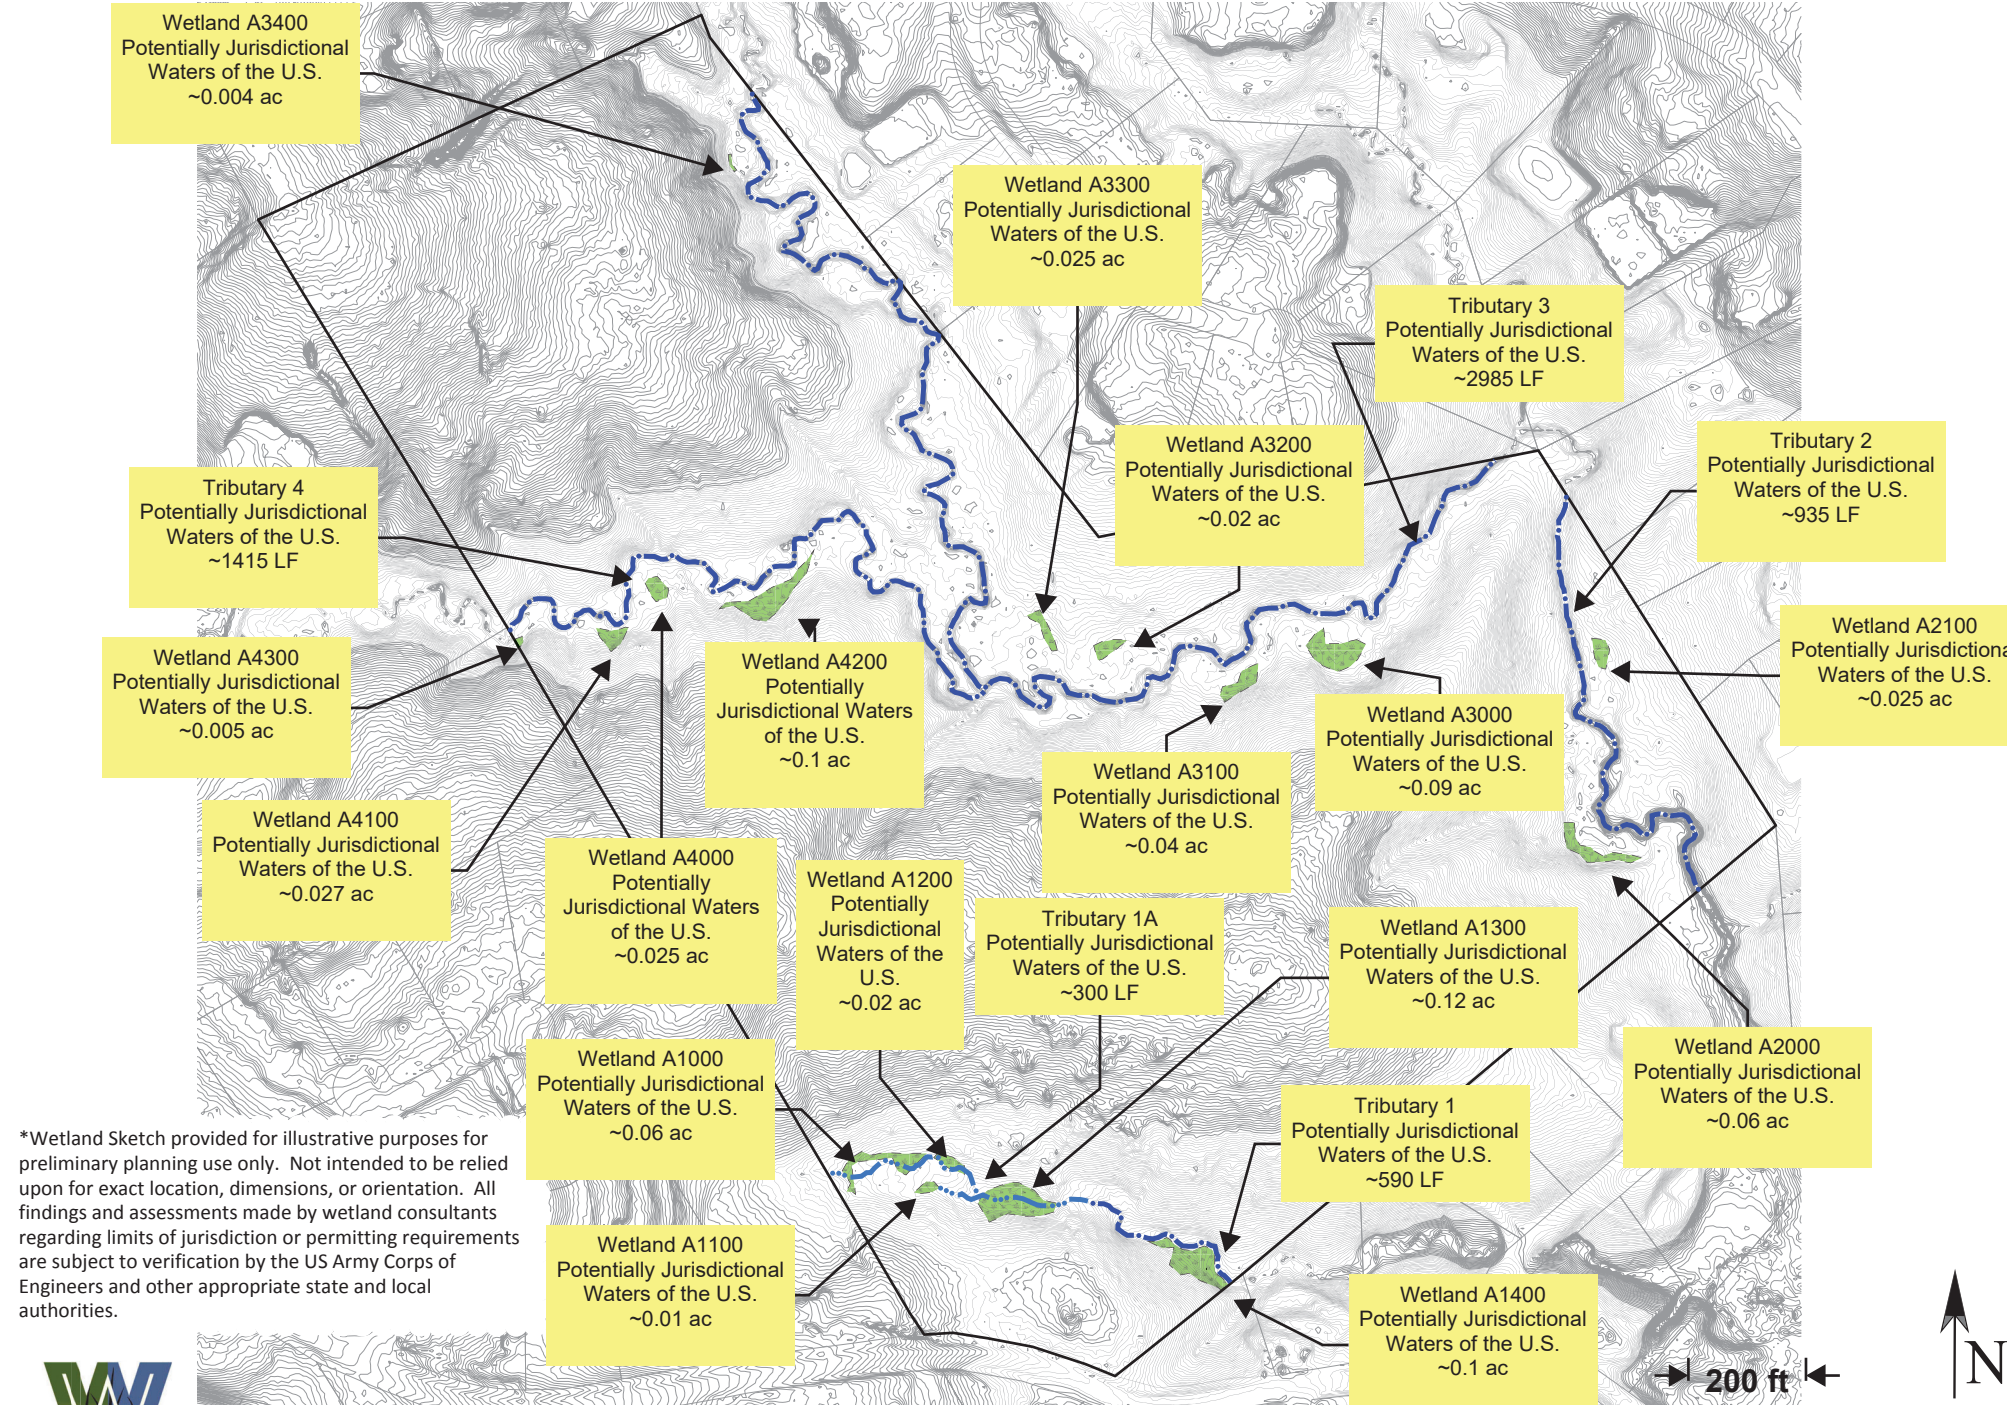 Wetland A3400
Potentially Jurisdictional
Waters of the U.S.
~0.004 ac
Wetland A3300
Potentially Jurisdictional
Waters of the U.S.
~0.025 ac
Tributary 3
Potentially Jurisdictional
Waters of the U.S.
~2985 LF
Wetland A3200
Potentially Jurisdictional
Waters of the U.S.
~0.02 ac
Tributary 2
Potentially Jurisdictional
Waters of the U.S.
~935 LF
Tributary 4
Potentially Jurisdictional
Waters of the U.S.
~1415 LF
Wetland A2100
Potentially Jurisdictiona
Waters of the U.S.
~0.025 ac
Wetland A4300
Potentially Jurisdictional
Waters of the U.S.
~0.005 ac
Wetland A4200
Potentially
Jurisdictional Waters
of the U.S.
~0.1 ac
Wetland A3000
Potentially Jurisdictional
Waters of the U.S.
~0.09 ac
Wetland A3100
Potentially Jurisdictional
Waters of the U.S.
~0.04 ac
Wetland A4100
Potentially Jurisdictional
Waters of the U.S.
~0.027 ac
Wetland A4000
Potentially
Jurisdictional Waters
of the U.S.
~0.025 ac
Wetland A1200
Potentially
Jurisdictional
Waters of the
U.S.
~0.02 ac
Tributary 1A
Potentially Jurisdictional
Waters of the U.S.
~300 LF
Wetland A1300
Potentially Jurisdictional
Waters of the U.S.
~0.12 ac
Wetland A2000
Potentially Jurisdictional
Waters of the U.S.
~0.06 ac
Wetland A1000
Potentially Jurisdictional
Waters of the U.S.
~0.06 ac
Tributary 1
Potentially Jurisdictional
Waters of the U.S.
~590 LF
*Wetland Sketch provided for illustrative purposes for
preliminary planning use only. Not intended to be relied
upon for exact location, dimensions, or orientation. All
findings and assessments made by wetland consultants
regarding limits of jurisdiction or permitting requirements
are subject to verification by the US Army Corps of
Engineers and other appropriate state and local
authorities.
Wetland A1100
Potentially Jurisdictional
Waters of the U.S.
~0.01 ac
Wetland A1400
Potentially Jurisdictional
Waters of the U.S.
~0.1 ac
200 ft
N